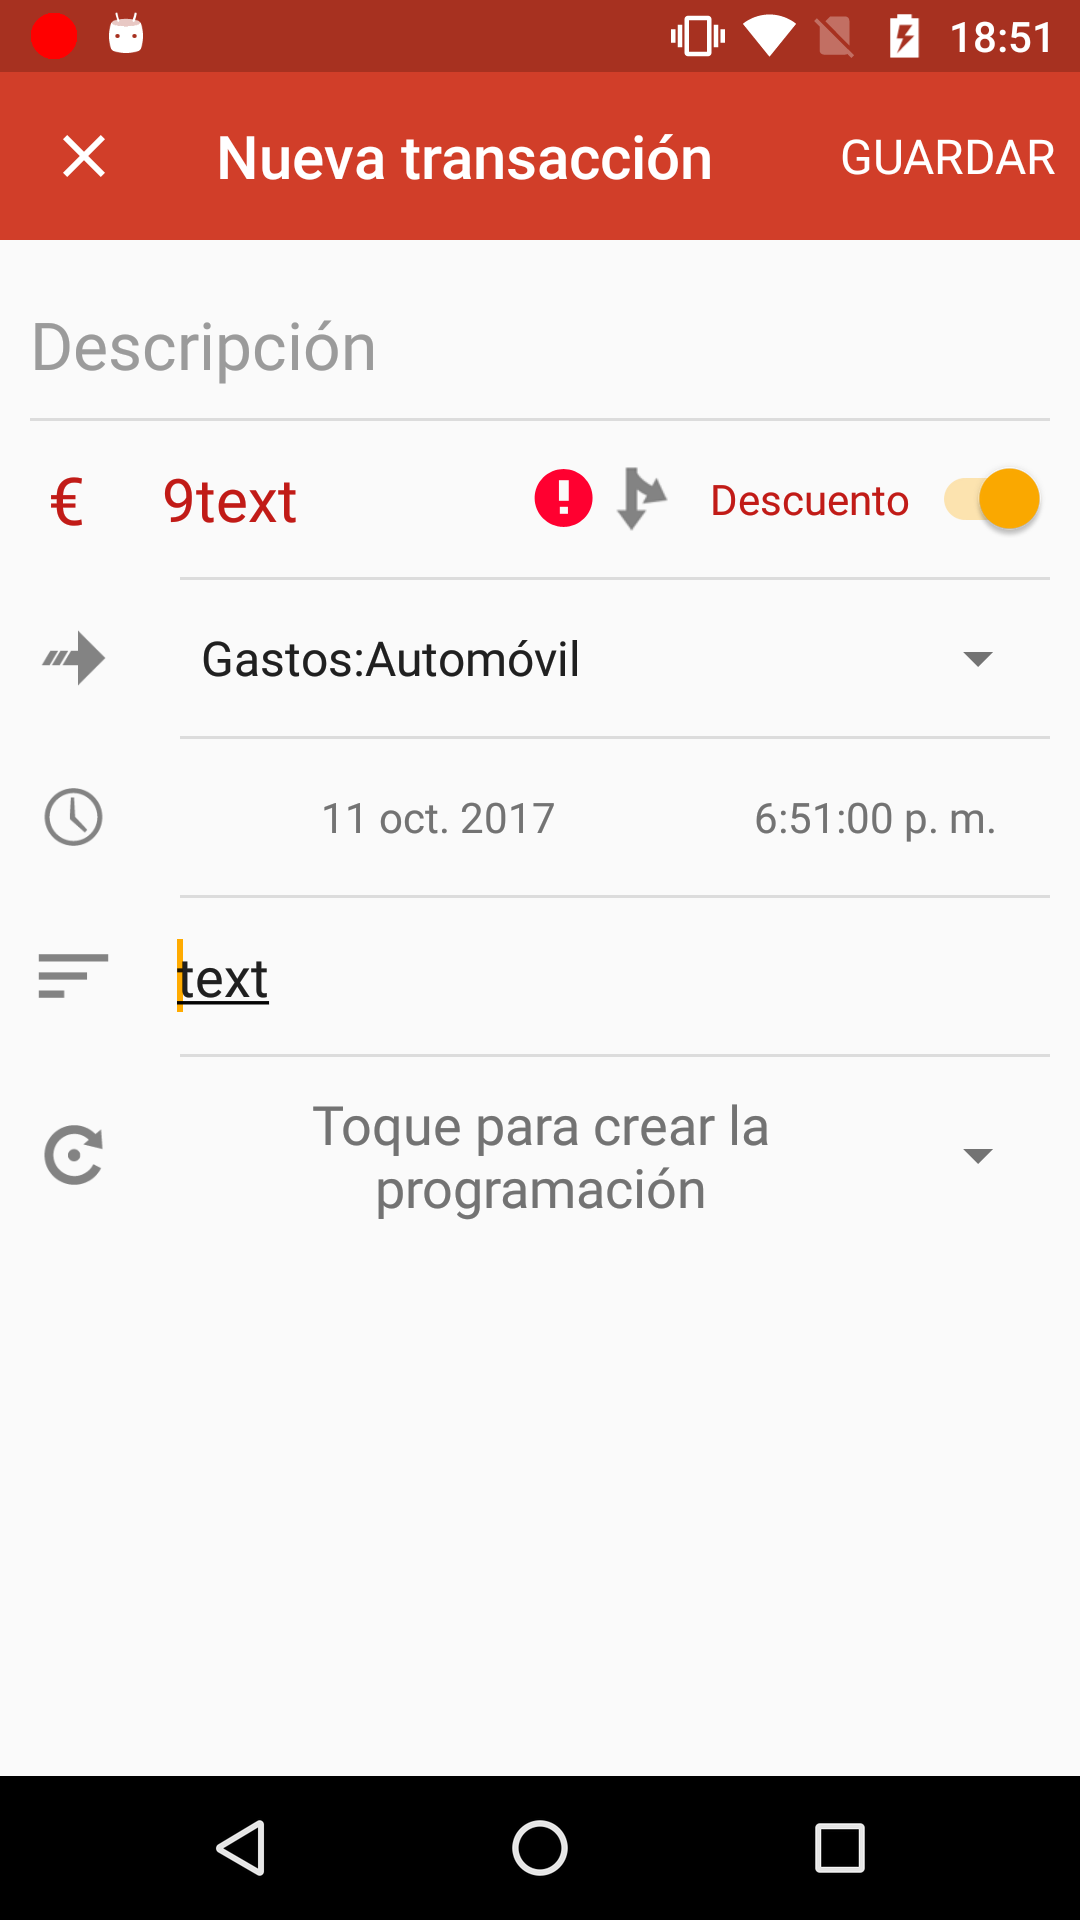 18:51
Nueva transacción GUARDAR
Descripción
€ 9text Descuento
Gastos:Automóvil
11 oct. 2017 6:51:00 p. m.
text
Toque para crear la
programación